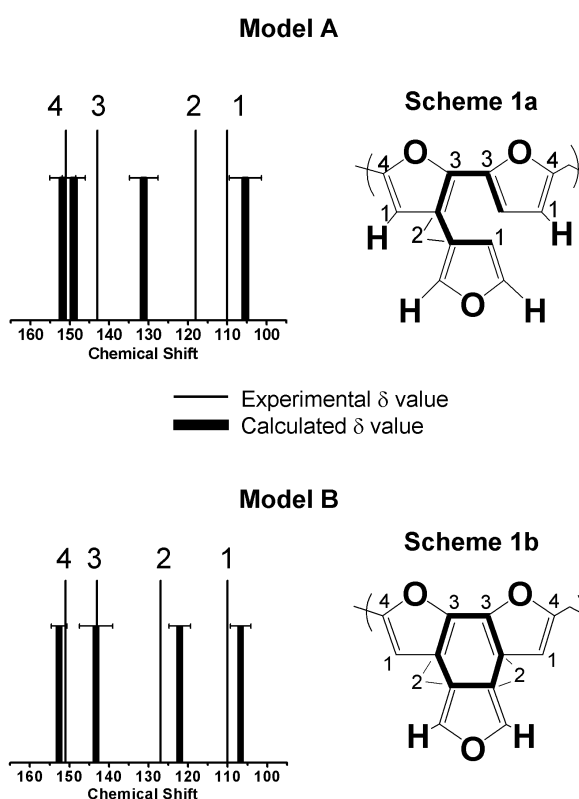 Model A
4 3 2 1
160 150 140 130 120 110 100
Chemical Shift
Scheme 1a
O O
4 3 3 4
( )
1 1
H 2 1 H
H O H
Experimental δ value
Calculated δ value
Model B
4 3 2 1
160 150 140 130 120 110 100
Chemical Shift
Scheme 1b
O O
4 3 3 4
( )
1 1
2 2
H H
O